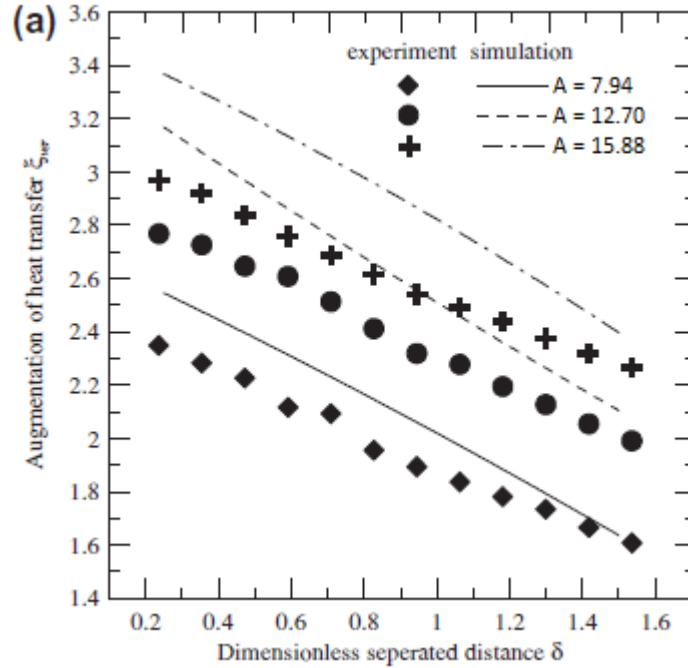 (a)
experiment simulation
A = 7.94
A = 12.70
A = 15.88
3.6
3.4
3.2
3
2.8
2.6
2.4
2.2
2
1.8
1.6
1.4
0.2 0.4 0.6 0.8 1 1.2 1.4 1.6
Augmentation of heat transfer ξ
Dimensionless seperated distance δ